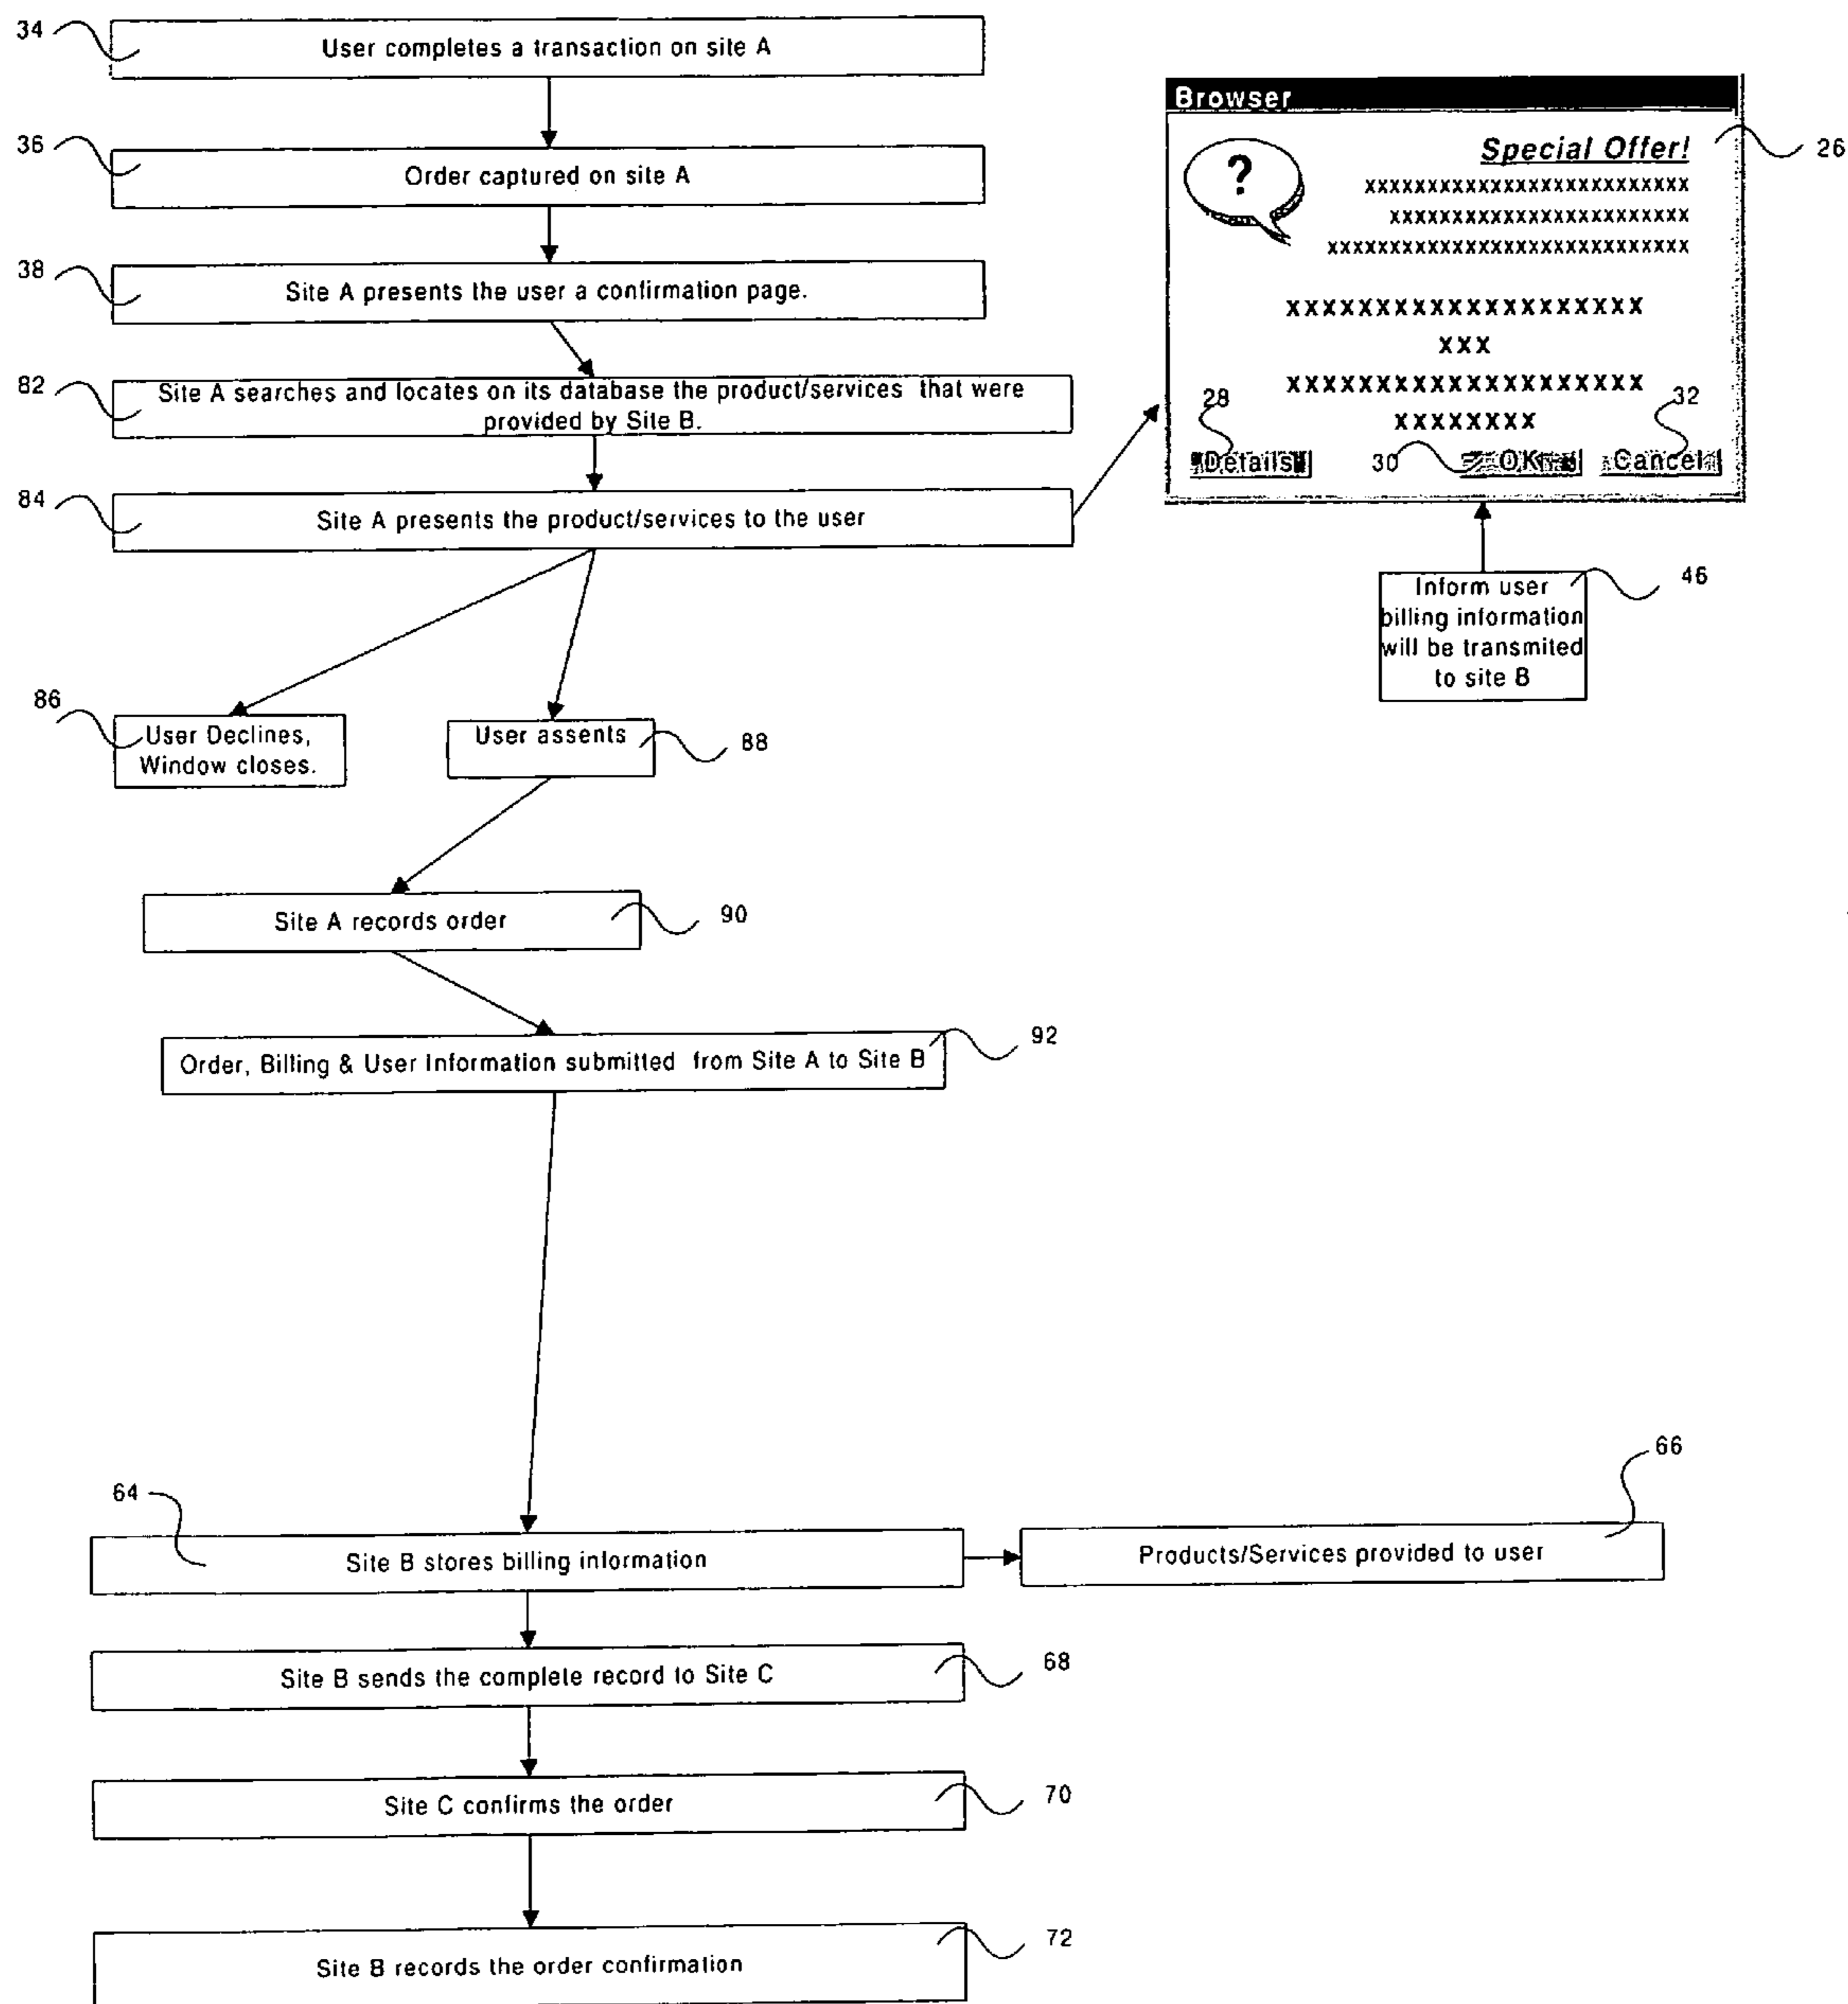 34
User completes a transaction on site A
36
Order captured on site A
38
Site A presents the user a confirmation page.
82
Site A searches and locates on its database the product/services that were
provided by Site B.
84
Site A presents the product/services to the user
Browser
26
?
Special Offer!
xxxxxxxxxxxxxxxxxxxxxxxxxx
xxxxxxxxxxxxxxxxxxxxxxxx
xxxxxxxxxxxxxxxxxxxxxxxxxxxxx
xxxxxxxxxxxxxxxxxxxx
xxx
xxxxxxxxxxxxxxxxxxxx
xxxxxxxx
28
32
Details
30
OK
Cancel
46
Inform user
billing information
will be transmited
to site B
86
User Declines,
Window closes.
User assents
88
Site A records order
90
Order, Billing & User Information submitted from Site A to Site B
92
64
Site B stores billing information
66
Products/Services provided to user
Site B sends the complete record to Site C
68
Site C confirms the order
70
Site B records the order confirmation
72